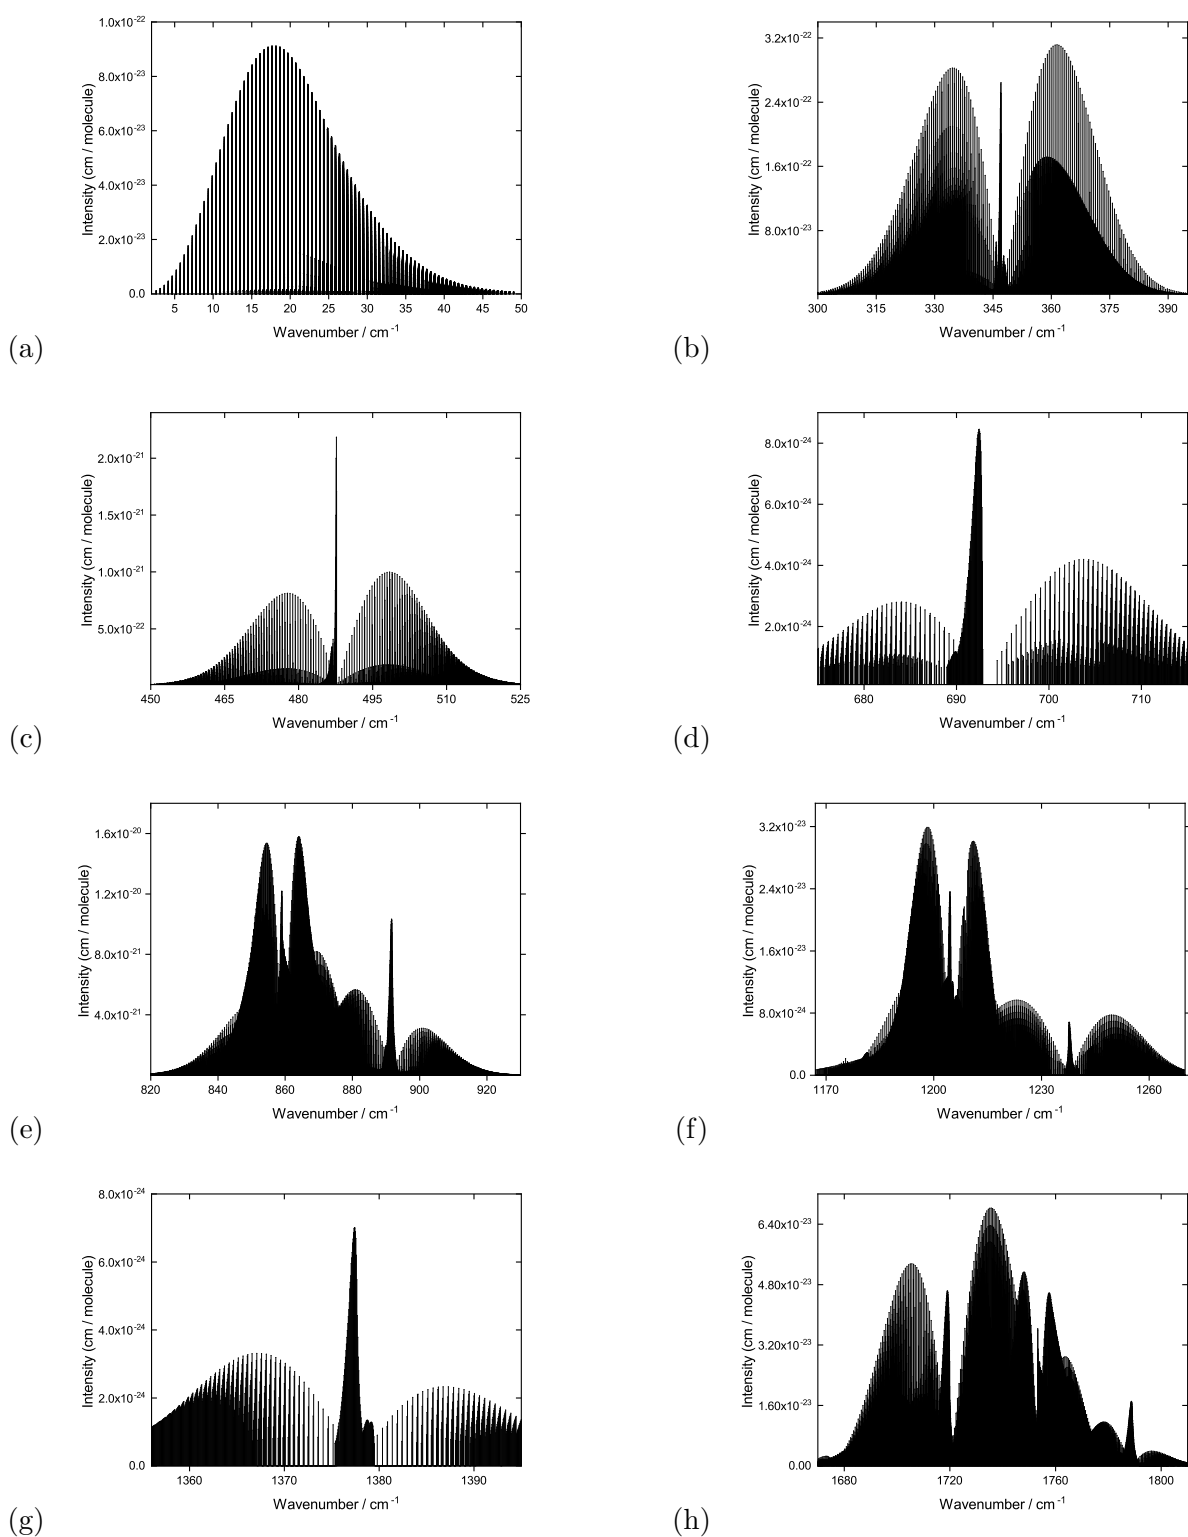 1.0x10-22
8.0x10-23
6.0x10-23
4.0x10-23
2.0x10-23
0.0
Intensity (cm / molecule)
5 10 15 20 25 30 35 40 45 50
Wavenumber / cm-1
(a)
3.2x10-22
2.4x10-22
1.6x10-22
8.0x10-23
Intensity (cm / molecule)
300 315 330 345 360 375 390
Wavenumber / cm-1
(b)
2.0x10-21
1.5x10-21
1.0x10-21
5.0x10-22
Intensity (cm / molecule)
450 465 480 495 510 525
Wavenumber / cm-1
(c)
8.0x10-24
6.0x10-24
4.0x10-24
2.0x10-24
Intensity (cm / molecule)
680 690 700 710
Wavenumber / cm-1
(d)
1.6x10-20
1.2x10-20
8.0x10-21
4.0x10-21
Intensity (cm / molecule)
820 840 860 880 900 920
Wavenumber / cm-1
(e)
3.2x10-23
2.4x10-23
1.6x10-23
8.0x10-24
0.0
Intensity (cm / molecule)
1170 1200 1230 1260
Wavenumber / cm-1
(f)
8.0x10-24
6.0x10-24
4.0x10-24
2.0x10-24
0.0
Intensity (cm / molecule)
1360 1370 1380 1390
Wavenumber / cm-1
(g)
6.40x10-23
4.80x10-23
3.20x10-23
1.60x10-23
0.00
Intensity (cm / molecule)
1680 1720 1760 1800
Wavenumber / cm-1
(h)